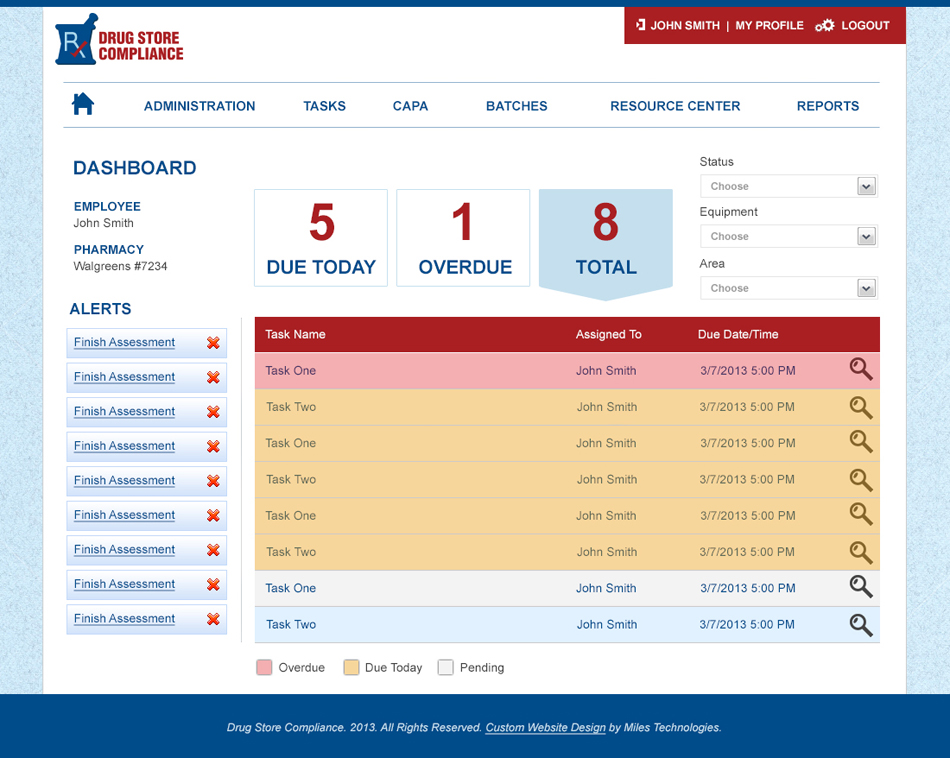 Rx DRUG STORE
COMPLIANCE
JOHN SMITH | MY PROFILE LOGOUT
ADMINISTRATION TASKS CAPA BATCHES RESOURCE CENTER REPORTS
DASHBOARD
EMPLOYEE
John Smith
PHARMACY
Walgreens #7234
5
DUE TODAY
1
OVERDUE
8
TOTAL
Status
Choose
Equipment
Choose
Area
Choose
ALERTS
Finish Assessment
Finish Assessment
Finish Assessment
Finish Assessment
Finish Assessment
Finish Assessment
Finish Assessment
Finish Assessment
Finish Assessment
Task Name Assigned To Due Date/Time
Task One John Smith 3/7/2013 5:00 PM
Task Two John Smith 3/7/2013 5:00 PM
Task One John Smith 3/7/2013 5:00 PM
Task Two John Smith 3/7/2013 5:00 PM
Task One John Smith 3/7/2013 5:00 PM
Task Two John Smith 3/7/2013 5:00 PM
Task One John Smith 3/7/2013 5:00 PM
Task Two John Smith 3/7/2013 5:00 PM
Overdue Due Today Pending
Drug Store Compliance. 2013. All Rights Reserved. Custom Website Design by Miles Technologies.